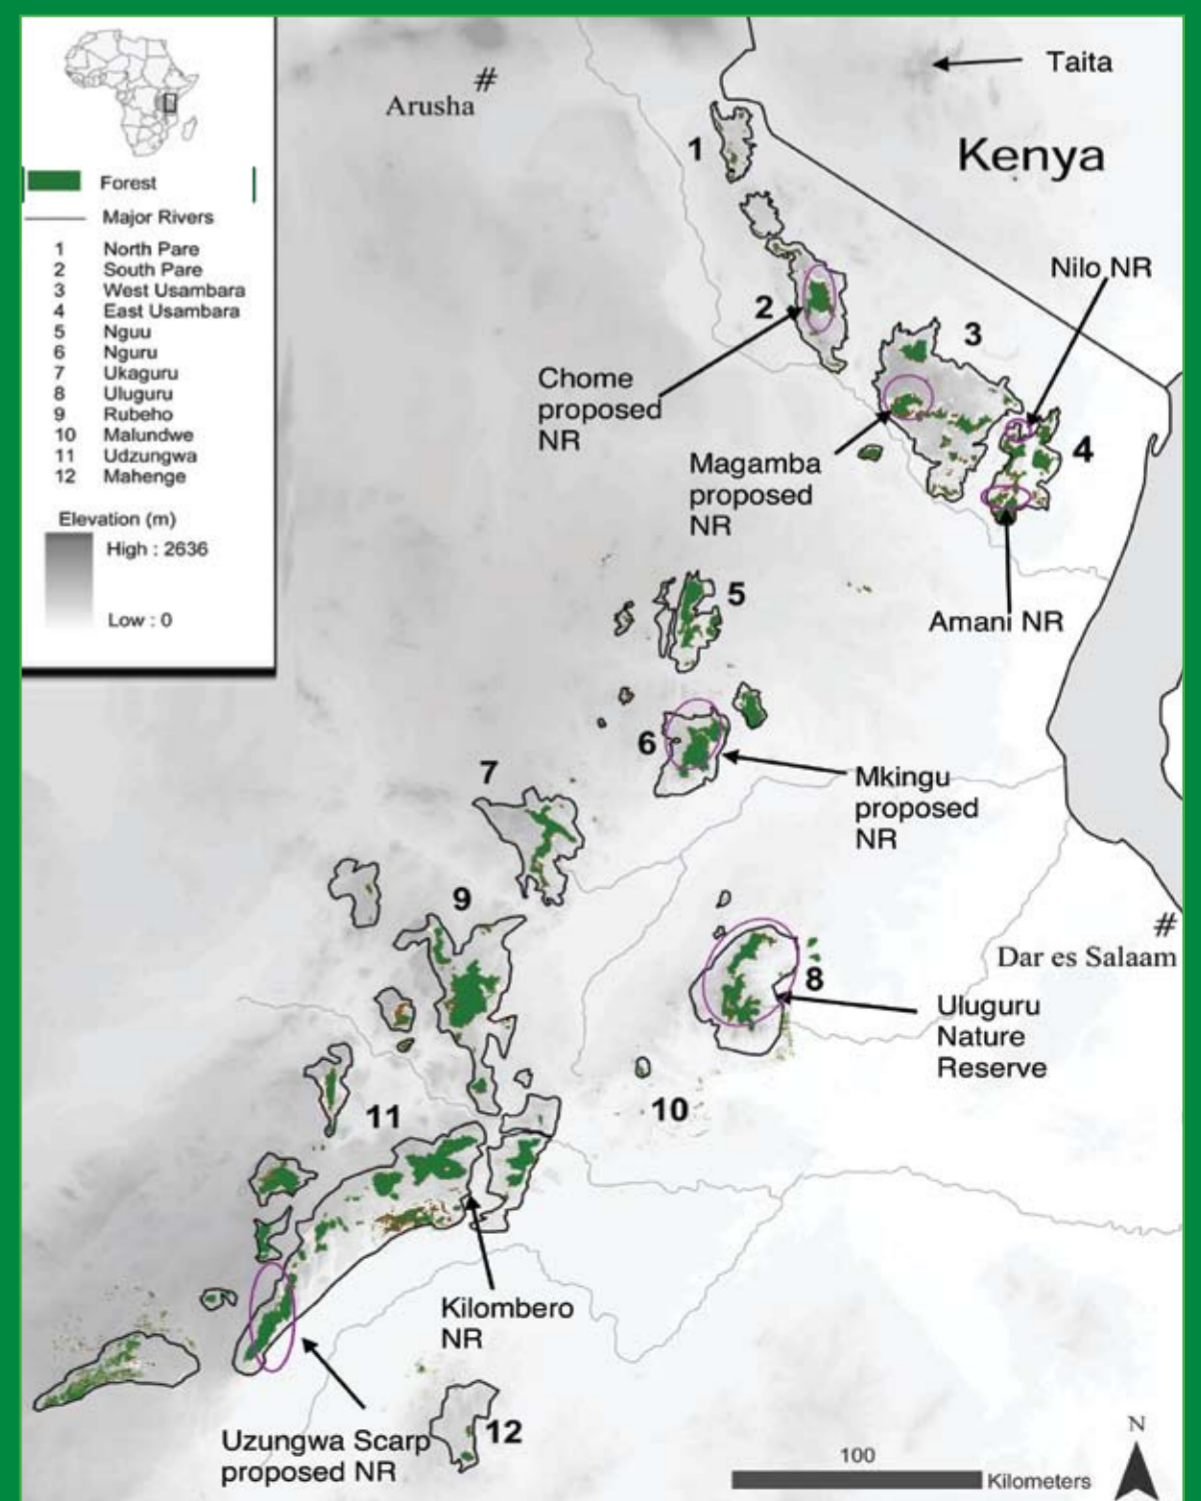 Forest
Major Rivers
1 North Pare
2 South Pare
3 West Usambara
4 East Usambara
5 Nguu
6 Nguru
7 Ukaguru
8 Uluguru
9 Rubeho
10 Malundwe
11 Udzungwa
12 Mahenge
Elevation (m)
High : 2636
Low : 0
#
Arusha
Taita
Kenya
1
Nilo NR
2
3
Chome
proposed
NR
Magamba
proposed
NR
4
5
Amani NR
6
Mkingu
proposed
NR
7
9
#
Dar es Salaam
8
Uluguru
Nature
Reserve
10
11
Kilombero
NR
Uzungwa Scarp
proposed NR
12
100
Kilometers
N